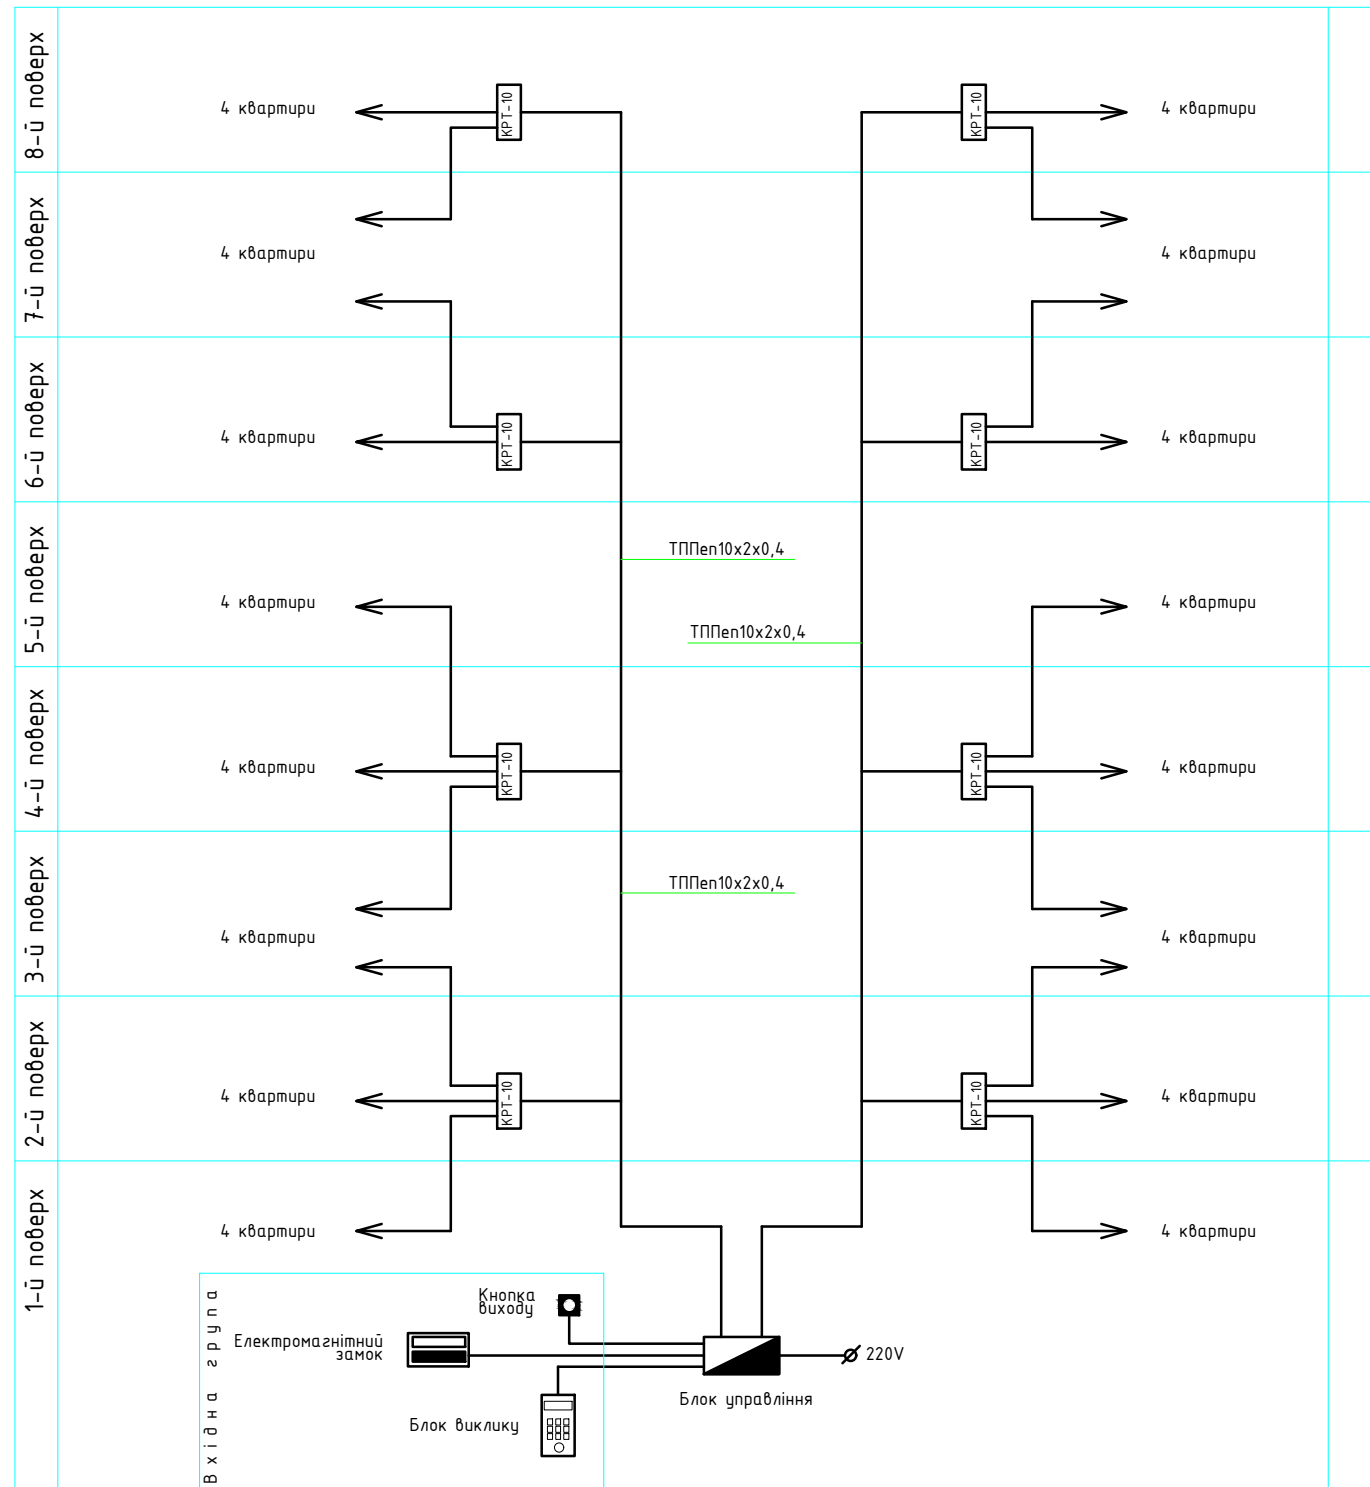 8-й поверх
4 квартири
КРТ-10
КРТ-10
4 квартири
7-й поверх
4 квартири
4 квартири
6-й поверх
4 квартири
КРТ-10
КРТ-10
4 квартири
5-й поверх
ТППеп10х2х0,4
4 квартири
4 квартири
ТППеп10х2х0,4
4-й поверх
4 квартири
КРТ-10
КРТ-10
4 квартири
3-й поверх
ТППеп10х2х0,4
4 квартири
4 квартири
2-й поверх
4 квартири
КРТ-10
КРТ-10
4 квартири
1-й поверх
4 квартири
4 квартири
Вхідна група
Кнопка
виходу
Електромагнітний
замок
220V
Блок управління
Блок виклику